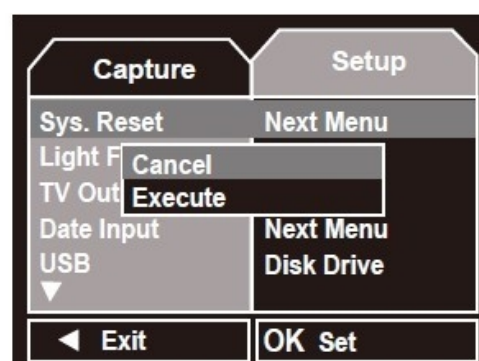 Capture Setup
Sys. Reset Next Menu
Light F
Cancel
TV Out
Execute
Date Input Next Menu
USB Disk Drive
◀ Exit OK Set